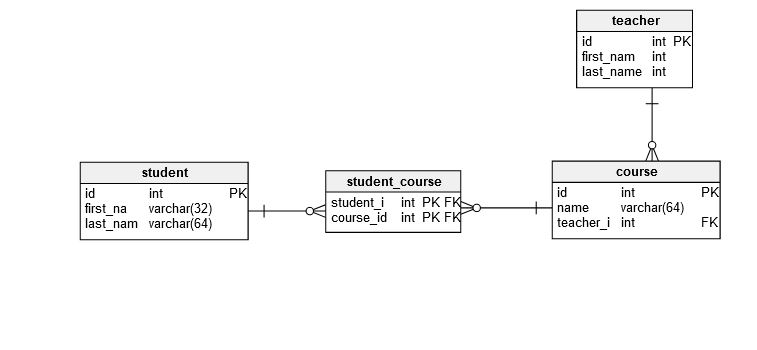 teacher
id int PK
first_nam int
last_name int
student
id int PK
first_na varchar(32)
last_nam varchar(64)
student_course
student_i int PK FK
course_id int PK FK
course
id int PK
name varchar(64)
teacher_i int FK